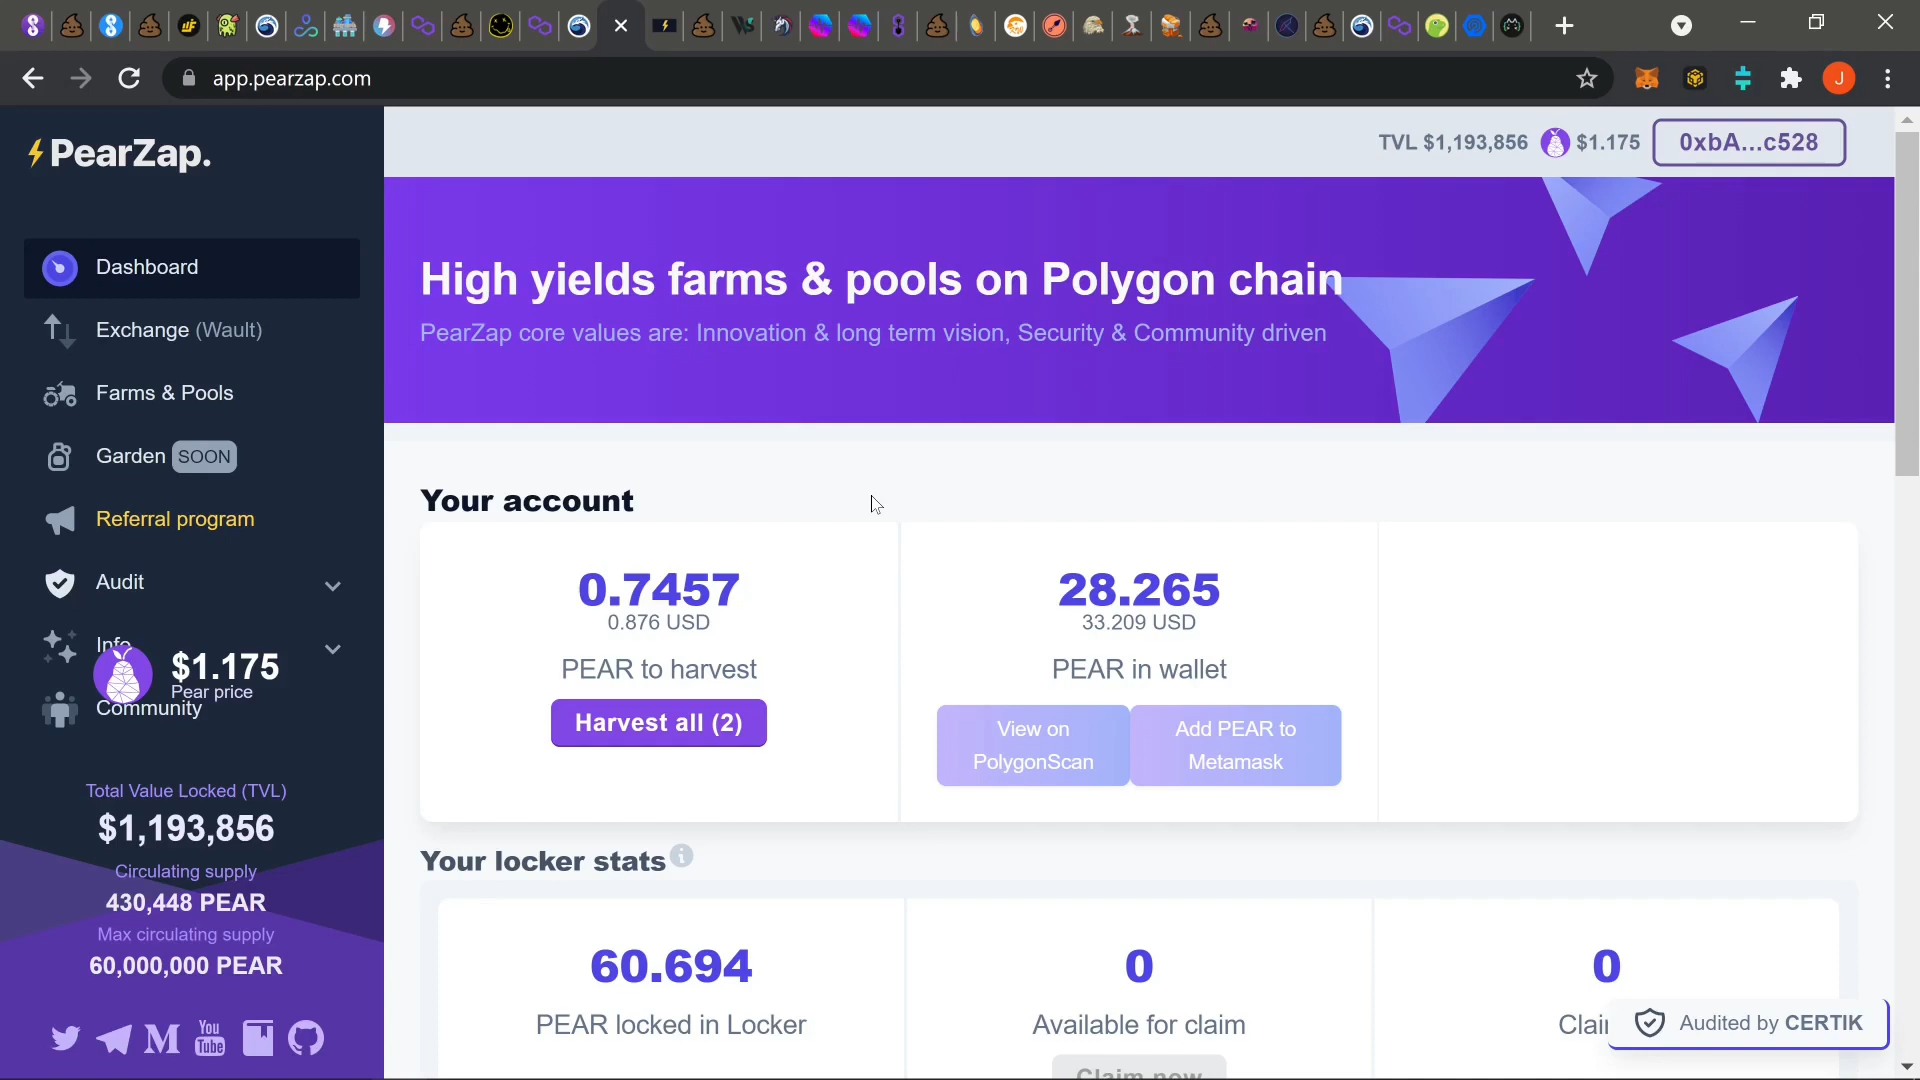 app.pearzap.com
J
PearZap.
TVL $1,193,856 $1.175 0xbA...c528
Dashboard
Exchange (Wault)
Farms & Pools
Garden SOON
Referral program
Audit
Info
$1.175
Pear price
Community
Total Value Locked (TVL)
$1,193,856
Circulating supply
430,448 PEAR
Max circulating supply
60,000,000 PEAR
You
Tube
High yields farms & pools on Polygon chain
PearZap core values are: Innovation & long term vision, Security & Community driven
Your account
0.7457
0.876 USD
PEAR to harvest
Harvest all (2)
28.265
33.209 USD
PEAR in wallet
View on
PolygonScan
Add PEAR to
Metamask
Your locker stats
60.694
PEAR locked in Locker
0
Available for claim
Claim now
0
Clai
Audited by CERTIK